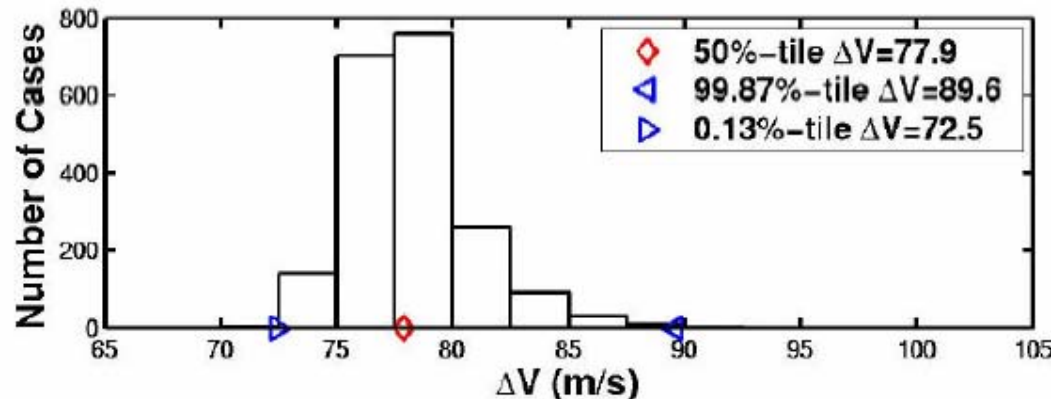 800
600
400
200
0
Number of Cases
50%-tile ΔV=77.9
99.87%-tile ΔV=89.6
0.13%-tile ΔV=72.5
65 70 75 80 85 90 95 100 105
ΔV (m/s)